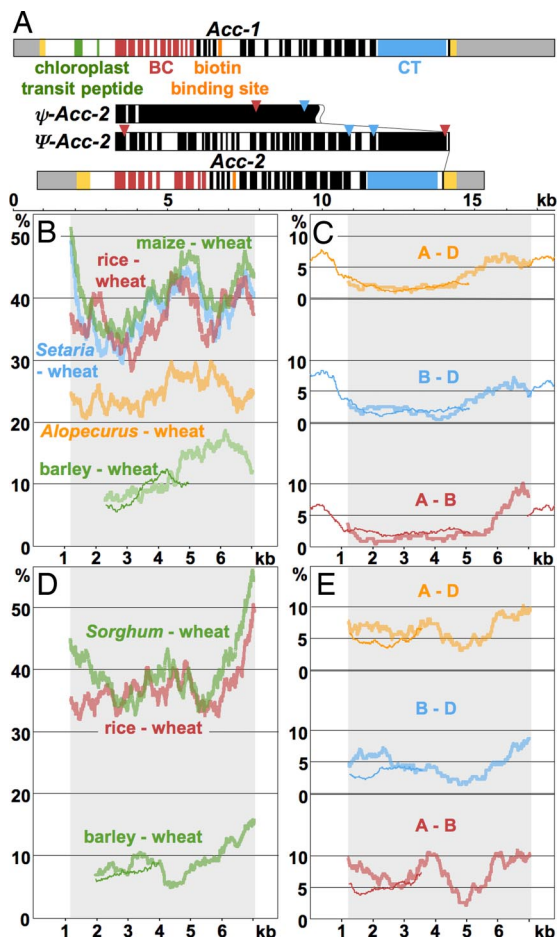 A
Acc-1
chloroplast BC biotin CT
transit peptide binding site
ψ-Acc-2
Ψ-Acc-2
Acc-2
0 5 10 15 kb
B
%
50
40
30
20
10
0
maize - wheat
rice -
wheat
Setaria
- wheat
Alopecurus - wheat
barley - wheat
1 2 3 4 5 6 kb
C
%
10
5
0
A - D
10
5
0
B - D
10
5
0
A - B
1 2 3 4 5 6 kb
D
%
50
40
30
20
10
0
Sorghum - wheat
rice - wheat
barley - wheat
1 2 3 4 5 6 kb
E
%
10
5
0
A - D
10
5
0
B - D
10
5
0
A - B
1 2 3 4 5 6 kb